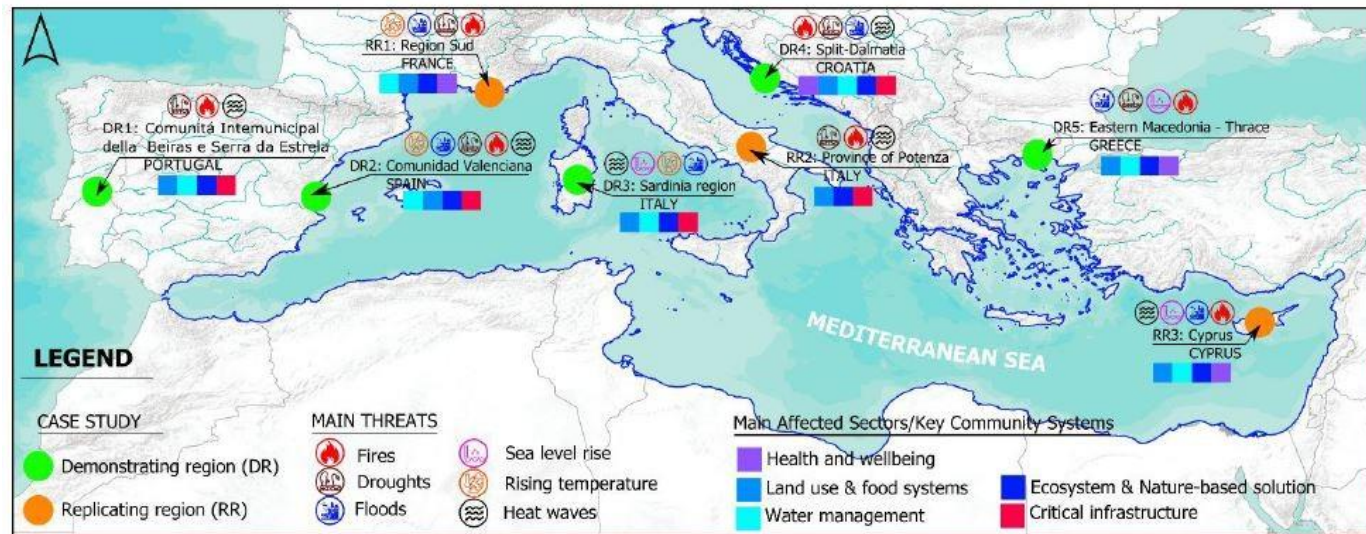 RR1: Region Sud
FRANCE
DR4: Split-Dalmatia
CROATIA
DR1: Comunitá Intemunicipal
della Beiras e Serra da Estrela
PORTUGAL
DR2: Comunidad Valenciana
SPAIN
DR3: Sardinia region
ITALY
RR2: Province of Potenza
ITALY
DR5: Eastern Macedonia - Thrace
GREECE
RR3: Cyprus
CYPRUS
MEDITERRANEAN SEA
LEGEND
CASE STUDY
Demonstrating region (DR)
Replicating region (RR)
MAIN THREATS
Fires
Droughts
Floods
Sea level rise
Rising temperature
Heat waves
Main Affected Sectors/Key Community Systems
Health and wellbeing
Land use & food systems
Water management
Ecosystem & Nature-based solution
Critical infrastructure